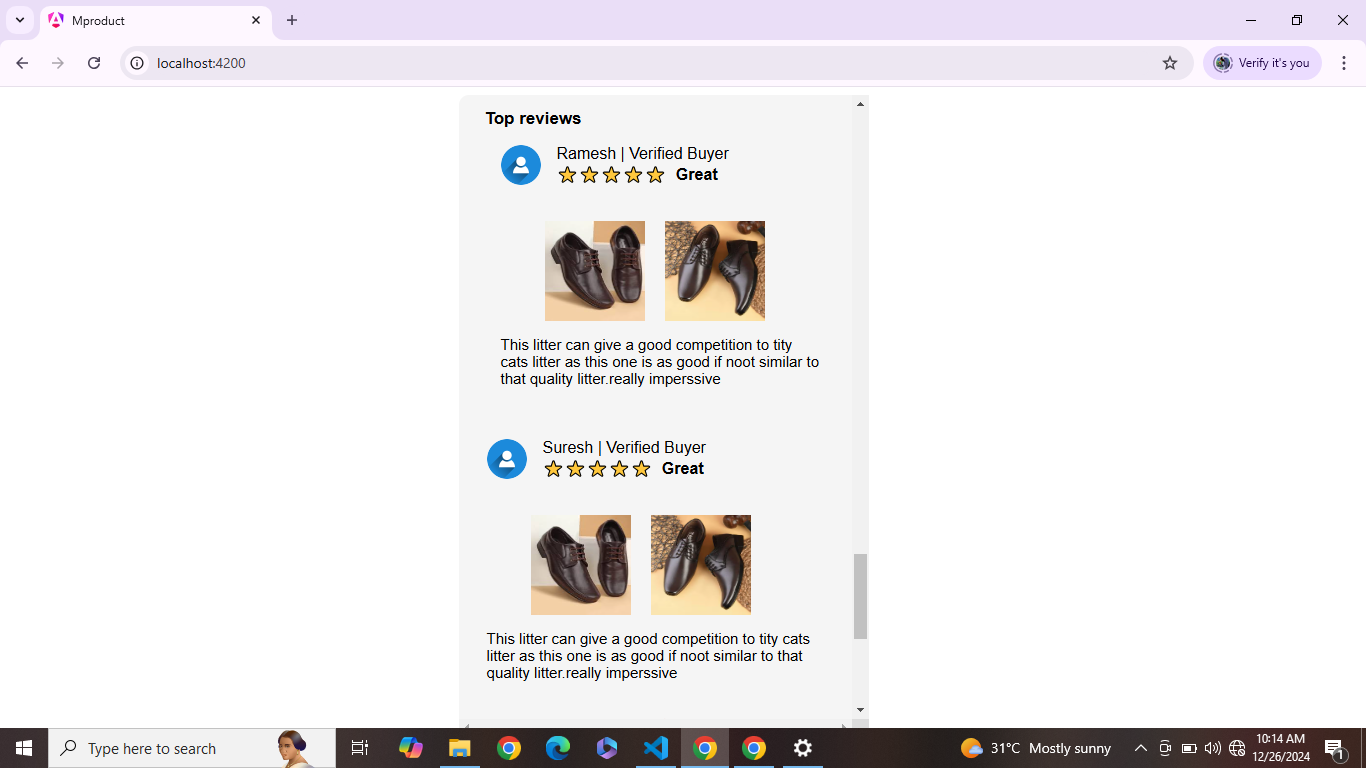 Mproduct
localhost:4200
Verify it's you
Top reviews
Ramesh | Verified Buyer
Great
This litter can give a good competition to tity
cats litter as this one is as good if noot similar to
that quality litter.really imperssive
Suresh | Verified Buyer
Great
This litter can give a good competition to tity cats
litter as this one is as good if noot similar to that
quality litter.really imperssive
Type here to search
31°C Mostly sunny
10:14 AM
12/26/2024
1